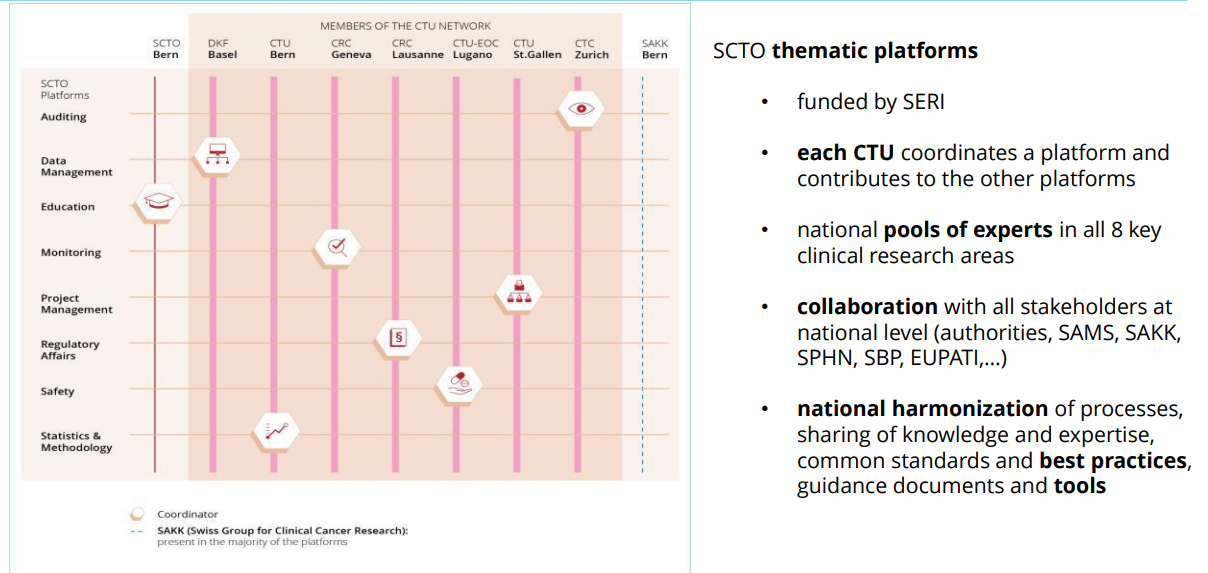 MEMBERS OF THE CTU NETWORK
SCTO DKF CTU CRC CRC CTU-EOC CTU CTC SAKK
Bern Basel Bern Geneva Lausanne Lugano St.Gallen Zurich Bern
SCTO
Platforms
Auditing
Data
Management
Education
Monitoring
Project
Management
§
Regulatory
Affairs
Safety
Statistics &
Methodology
Coordinator
SAKK (Swiss Group for Clinical Cancer Research):
present in the majority of the platforms
SCTO thematic platforms
• funded by SERI
• each CTU coordinates a platform and
contributes to the other platforms
• national pools of experts in all 8 key
clinical research areas
• collaboration with all stakeholders at
national level (authorities, SAMS, SAKK,
SPHN, SBP, EUPATI,...)
• national harmonization of processes,
sharing of knowledge and expertise,
common standards and best practices,
guidance documents and tools